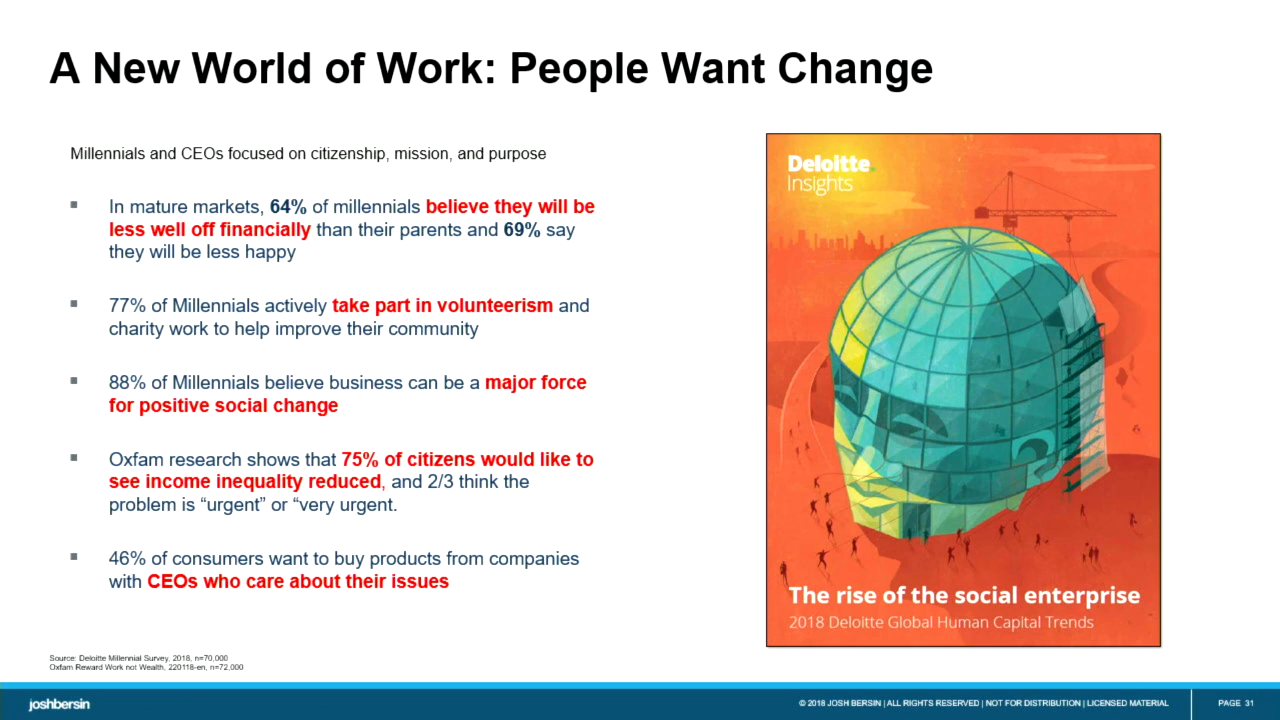 A New World of Work: People Want Change
Millennials and CEOs focused on citizenship, mission, and purpose
▪ In mature markets, 64% of millennials believe they will be
less well off financially than their parents and 69% say
they will be less happy
▪ 77% of Millennials actively take part in volunteerism and
charity work to help improve their community
▪ 88% of Millennials believe business can be a major force
for positive social change
▪ Oxfam research shows that 75% of citizens would like to
see income inequality reduced, and 2/3 think the
problem is “urgent” or “very urgent.
▪ 46% of consumers want to buy products from companies
with CEOs who care about their issues
Deloitte.
Insights
The rise of the social enterprise
2018 Deloitte Global Human Capital Trends
Source: Deloitte Millennial Survey, 2018, n=70,000
Oxfam Reward Work not Wealth, 220118-en, n=72,000
joshbersin
© 2018 JOSH BERSIN | ALL RIGHTS RESERVED | NOT FOR DISTRIBUTION | LICENSED MATERIAL
PAGE 31